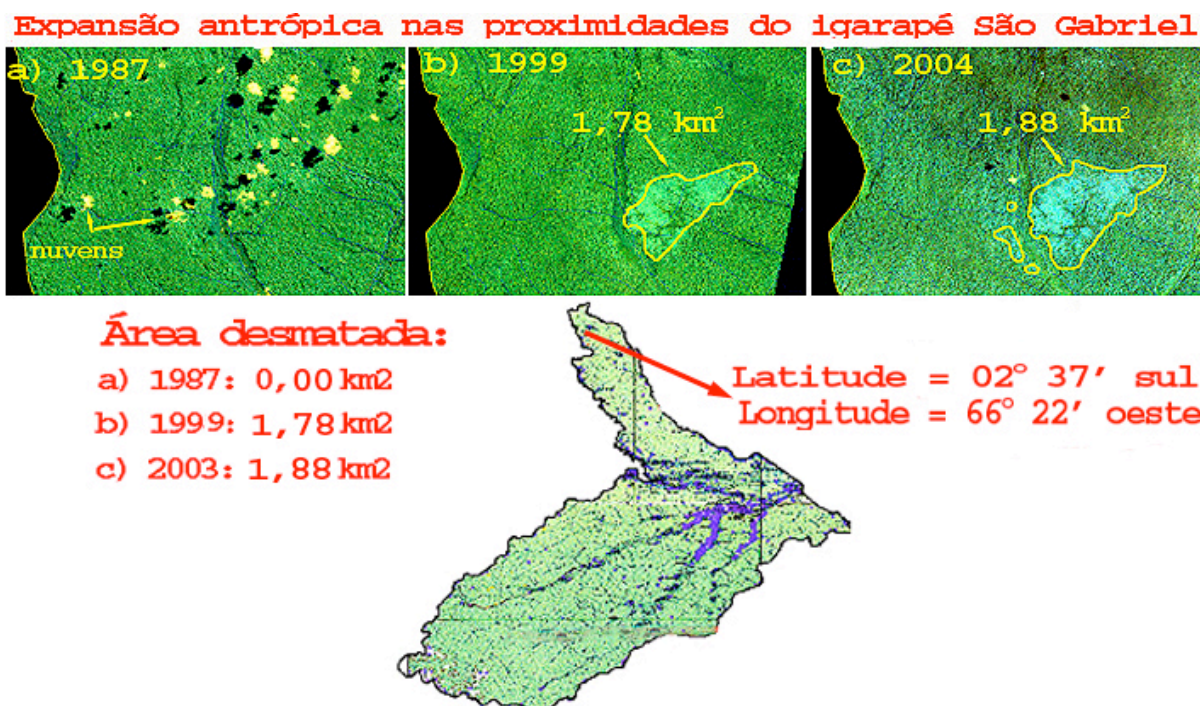 Expansão antrópica nas proximidades do igarapé São Gabriel
a) 1987
b) 1999
c) 2004
1,78 km²
1,88 km²
nuvens
Área desmatada:
a) 1987: 0,00 km2
b) 1999: 1,78 km2
c) 2003: 1,88 km2
Latitude = 02° 37' sul
Longitude = 66° 22' oeste